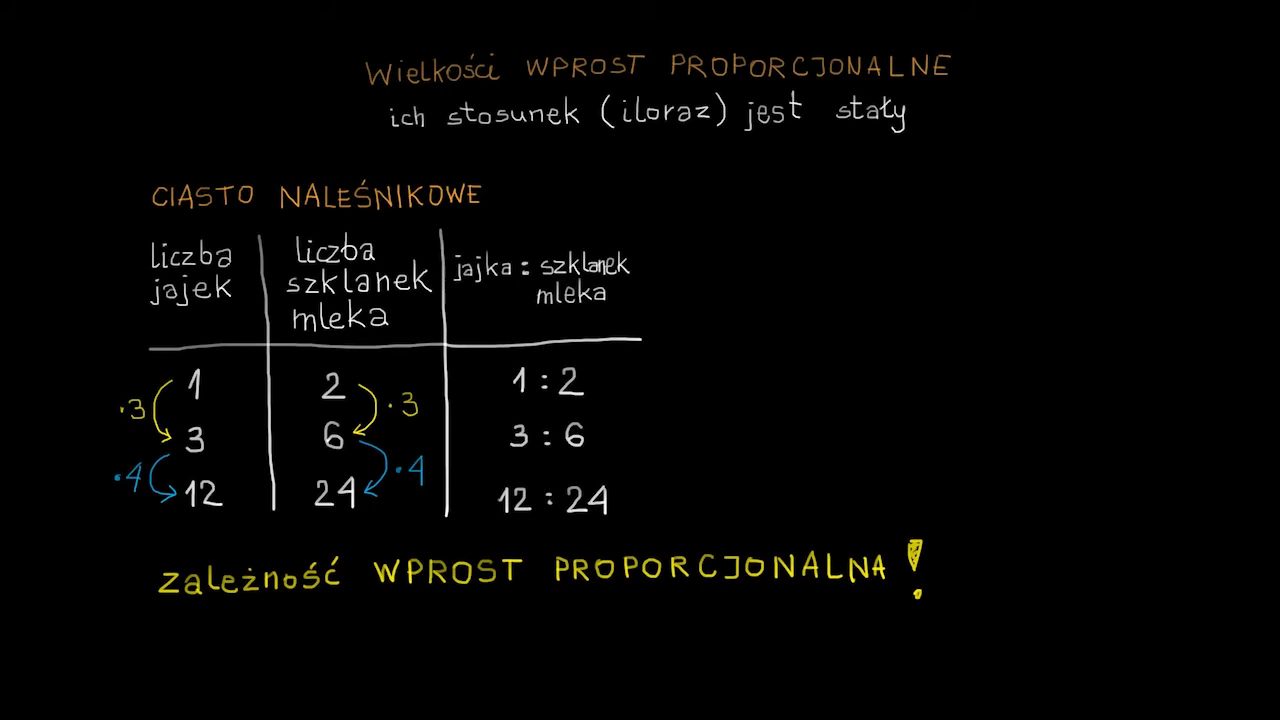 Wielkości WPROST PROPORCJONALNE
ich stosunek (iloraz) jest stały
CIASTO NALEŚNIKOWE
liczba jajek
liczba szklanek mleka
jajka : szklanek mleka
1 2 1 : 2
·3 ·3
3 6 3 : 6
·4 ·4
12 24 12 : 24
zależność WPROST PROPORCJONALNA!